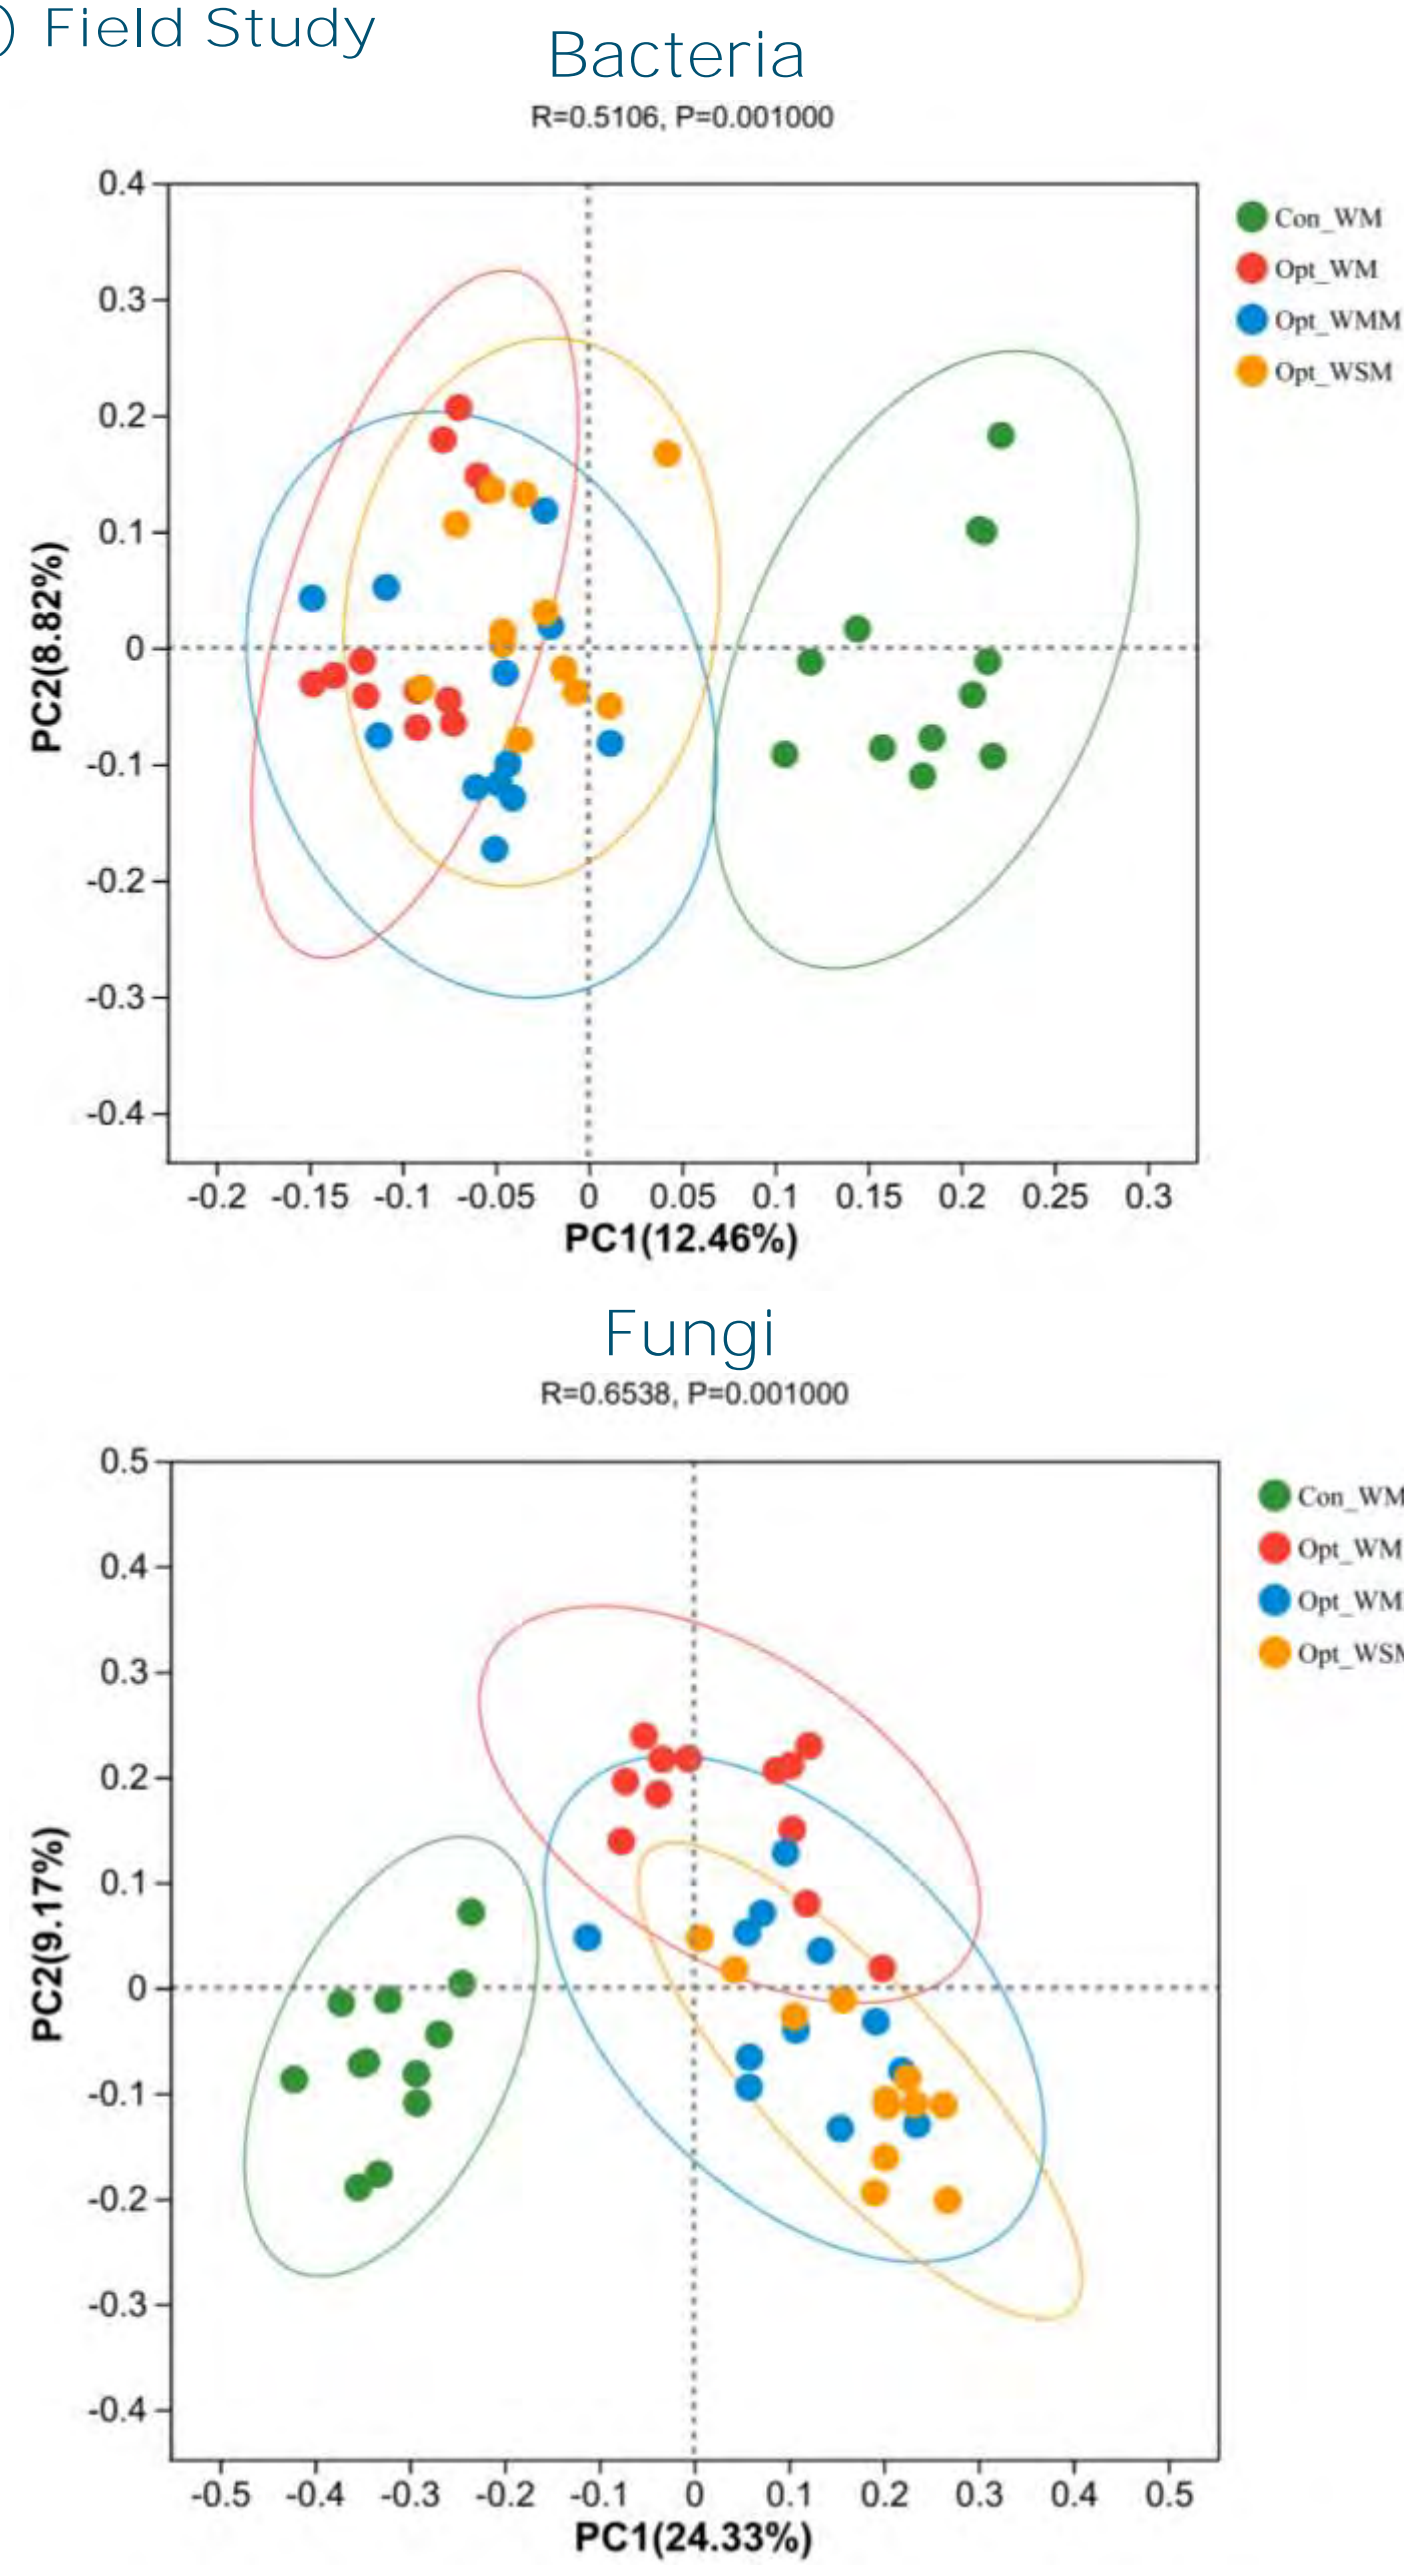 ) Field Study
Bacteria
R=0.5106, P=0.001000
0.4
0.3
0.2
0.1
0
-0.1
-0.2
-0.3
-0.4
PC2(8.82%)
-0.2 -0.15 -0.1 -0.05 0 0.05 0.1 0.15 0.2 0.25 0.3
PC1(12.46%)
Con_WM
Opt_WM
Opt_WMM
Opt_WSM
Fungi
R=0.6538, P=0.001000
0.5
0.4
0.3
0.2
0.1
0
-0.1
-0.2
-0.3
-0.4
PC2(9.17%)
-0.5 -0.4 -0.3 -0.2 -0.1 0 0.1 0.2 0.3 0.4 0.5
PC1(24.33%)
Con_WM
Opt_WM
Opt_WM
Opt_WSM